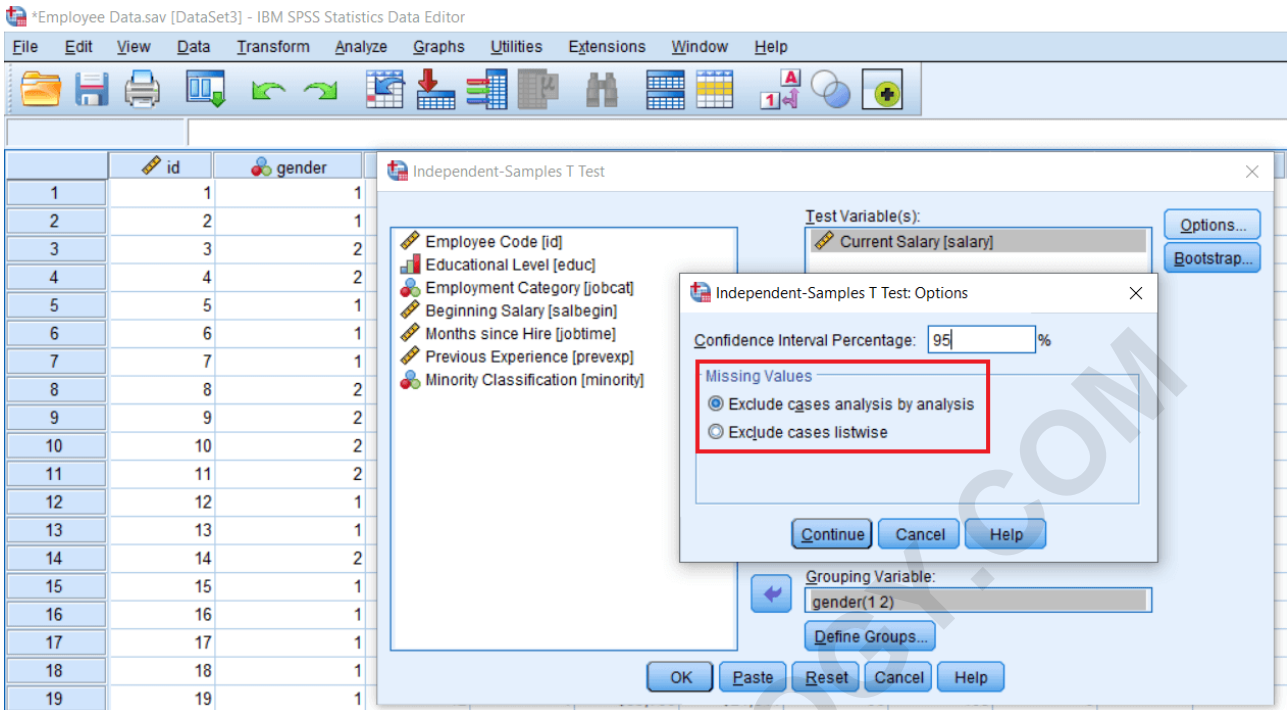 *Employee Data.sav [DataSet3] - IBM SPSS Statistics Data Editor
File Edit View Data Transform Analyze Graphs Utilities Extensions Window Help
id gender
1 1 1
2 2 1
3 3 2
4 4 2
5 5 1
6 6 1
7 7 1
8 8 2
9 9 2
10 10 2
11 11 2
12 12 1
13 13 1
14 14 2
15 15 1
16 16 1
17 17 1
18 18 1
19 19 1
Independent-Samples T Test
Employee Code [id]
Educational Level [educ]
Employment Category [jobcat]
Beginning Salary [salbegin]
Months since Hire [jobtime]
Previous Experience [prevexp]
Minority Classification [minority]
Test Variable(s):
Current Salary [salary]
Options...
Bootstrap...
Independent-Samples T Test: Options
Confidence Interval Percentage: 95 %
Missing Values
Exclude cases analysis by analysis
Exclude cases listwise
Continue Cancel Help
Grouping Variable:
gender(1 2)
Define Groups...
OK Paste Reset Cancel Help
OGY.COM